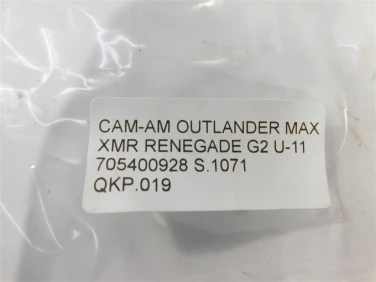 CAM-AM OUTLANDER MAX
XMR RENEGADE G2 U-11
705400928 S.1071
QKP.019